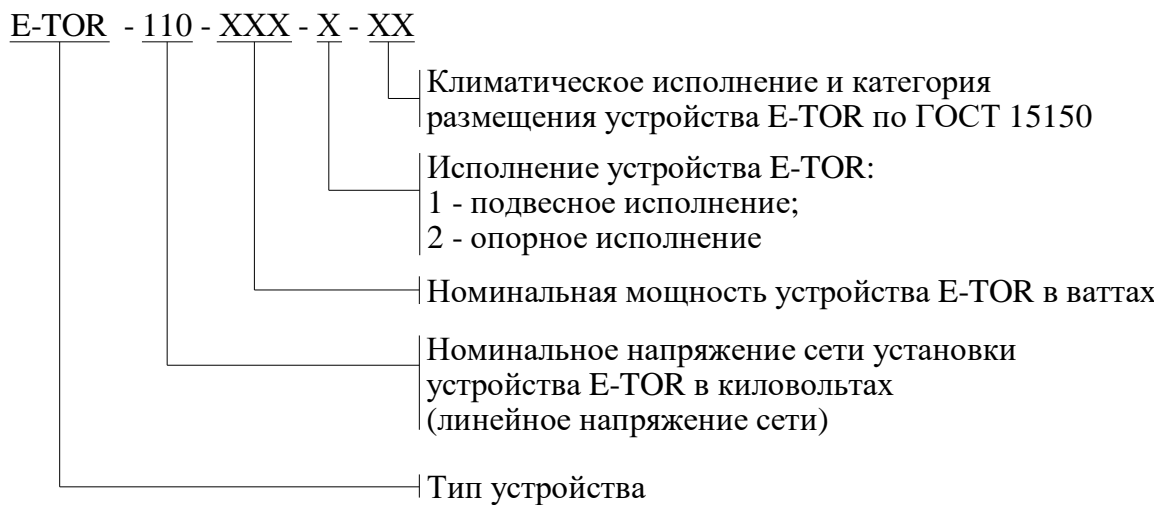 E-TOR - 110 - XXX - X - XX
Климатическое исполнение и категория
размещения устройства E-TOR по ГОСТ 15150
Исполнение устройства E-TOR:
1 - подвесное исполнение;
2 - опорное исполнение
Номинальная мощность устройства E-TOR в ваттах
Номинальное напряжение сети установки
устройства E-TOR в киловольтах
(линейное напряжение сети)
Тип устройства